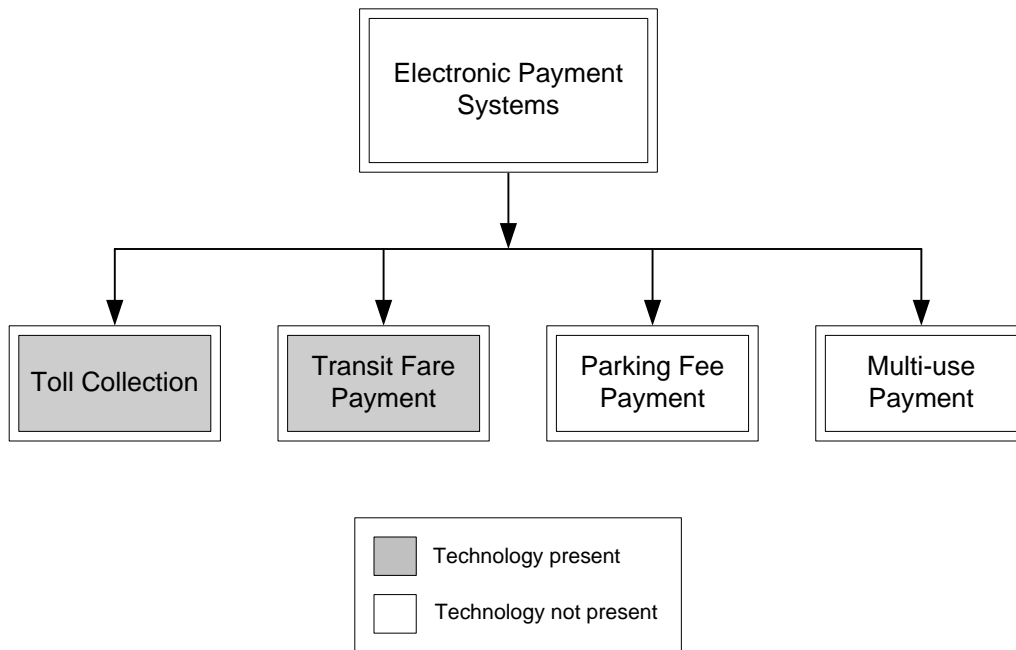 Electronic Payment
Systems
Toll Collection
Transit Fare
Payment
Parking Fee
Payment
Multi-use
Payment
Technology present
Technology not present